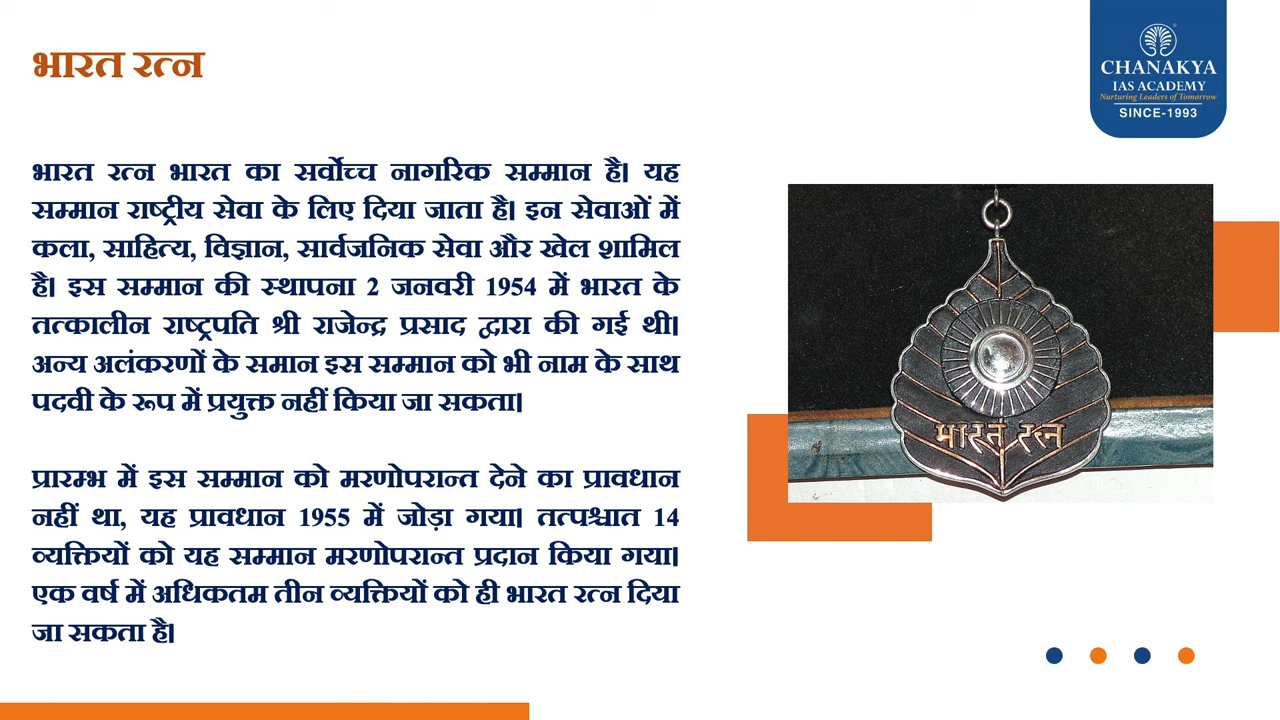 भारत रत्न
CHANAKYA
IAS ACADEMY
Nurturing Leaders of Tomorrow
SINCE-1993
भारत रत्न भारत का सर्वोच्च नागरिक सम्मान है। यह
सम्मान राष्ट्रीय सेवा के लिए दिया जाता है। इन सेवाओं में
कला, साहित्य, विज्ञान, सार्वजनिक सेवा और खेल शामिल
है। इस सम्मान की स्थापना 2 जनवरी 1954 में भारत के
तत्कालीन राष्ट्रपति श्री राजेन्द्र प्रसाद द्वारा की गई थी।
अन्य अलंकरणों के समान इस सम्मान को भी नाम के साथ
पदवी के रूप में प्रयुक्त नहीं किया जा सकता।
प्रारम्भ में इस सम्मान को मरणोपरान्त देने का प्रावधान
नहीं था, यह प्रावधान 1955 में जोड़ा गया। तत्पश्चात 14
व्यक्तियों को यह सम्मान मरणोपरान्त प्रदान किया गया।
एक वर्ष में अधिकतम तीन व्यक्तियों को ही भारत रत्न दिया
जा सकता है।
भारत रत्न